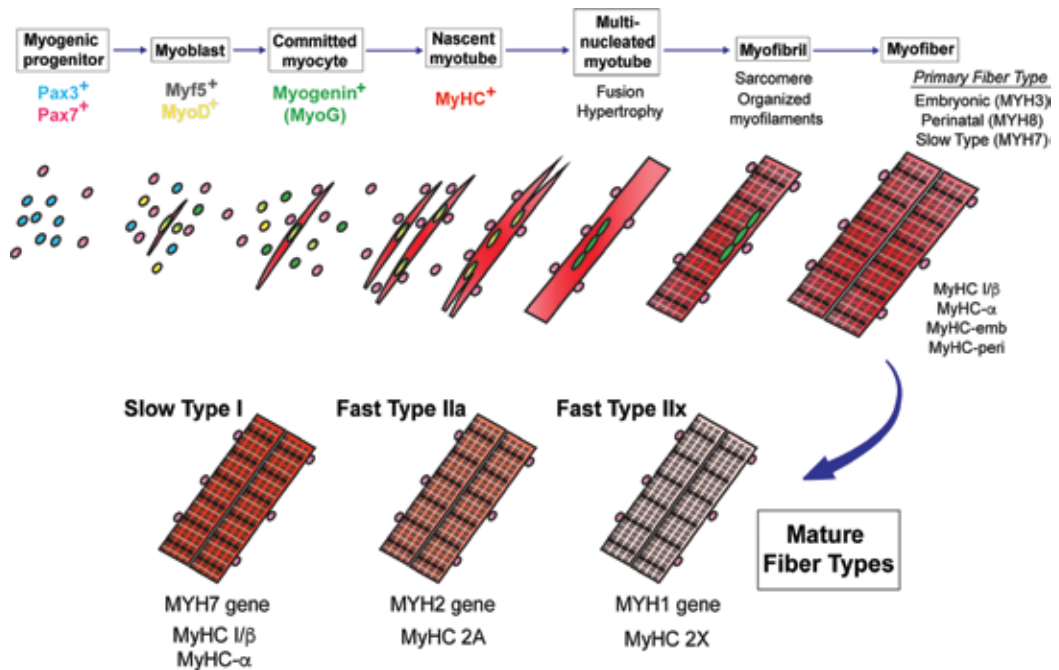 Myogenic
progenitor
Pax3+
Pax7+
Myoblast
Myf5+
MyoD+
Committed
myocyte
Myogenin+
(MyoG)
Nascent
myotube
MyHC+
Multi-
nucleated
myotube
Fusion
Hypertrophy
Myofibril
Sarcomere
Organized
myofilaments
Myofiber
Primary Fiber Type
Embryonic (MYH3)
Perinatal (MYH8)
Slow Type (MYH7)
MyHC I/β
MyHC-α
MyHC-emb
MyHC-peri
Slow Type I
MYH7 gene
MyHC I/β
MyHC-α
Fast Type IIa
MYH2 gene
MyHC 2A
Fast Type IIx
MYH1 gene
MyHC 2X
Mature
Fiber Types